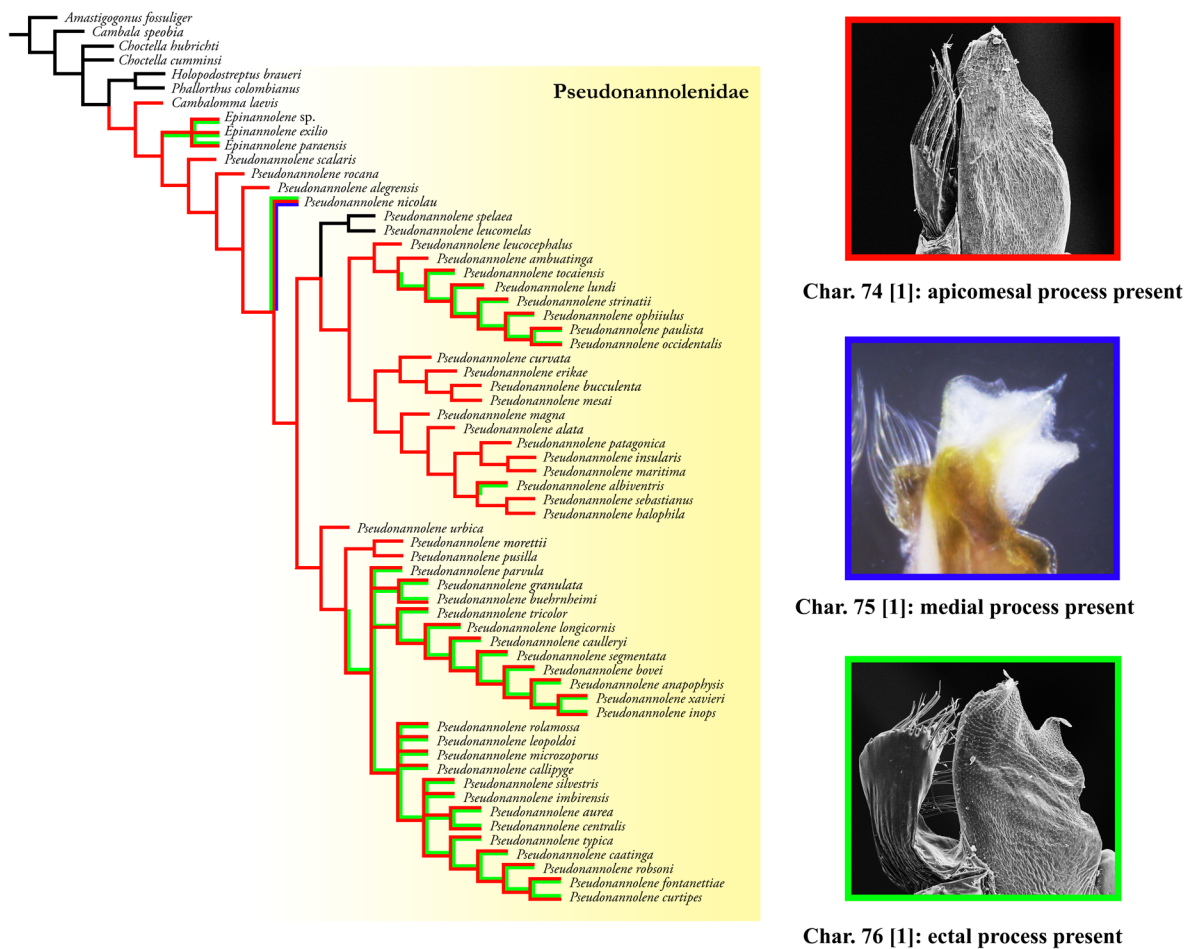 Amastigogonus fossuliger
Cambala speobia
Choctella hubrichti
Choctella cumminsi
Holopodostreptus braueri
Phallorthus colombianus
Pseudonannolenidae
Cambalomma laevis
Epinannolene sp.
Epinannolene exilio
Epinannolene paraensis
Pseudonannolene scalaris
Pseudonannolene rocana
Pseudonannolene alegrensis
Pseudonannolene nicolau
Pseudonannolene spelaea
Pseudonannolene leucomelas
Pseudonannolene leucocephalus
Pseudonannolene ambuatinga
Pseudonannolene tocaiensis
Pseudonannolene lundi
Pseudonannolene strinatii
Pseudonannolene ophiiulus
Pseudonannolene paulista
Pseudonannolene occidentalis
Pseudonannolene curvata
Pseudonannolene erikae
Pseudonannolene bucculenta
Pseudonannolene mesai
Pseudonannolene magna
Pseudonannolene alata
Pseudonannolene patagonica
Pseudonannolene insularis
Pseudonannolene maritima
Pseudonannolene albiventris
Pseudonannolene sebastianus
Pseudonannolene halophila
Pseudonannolene urbica
Pseudonannolene morettii
Pseudonannolene pusilla
Pseudonannolene parvula
Pseudonannolene granulata
Pseudonannolene buehrnheimi
Pseudonannolene tricolor
Pseudonannolene longicornis
Pseudonannolene caulleryi
Pseudonannolene segmentata
Pseudonannolene bovei
Pseudonannolene anapophysis
Pseudonannolene xavieri
Pseudonannolene inops
Pseudonannolene rolamossa
Pseudonannolene leopoldoi
Pseudonannolene microzoporus
Pseudonannolene callipyge
Pseudonannolene silvestris
Pseudonannolene imbirensis
Pseudonannolene aurea
Pseudonannolene centralis
Pseudonannolene typica
Pseudonannolene caatinga
Pseudonannolene robsoni
Pseudonannolene fontanettiae
Pseudonannolene curtipes
Char. 74 [1]: apicomesal process present
Char. 75 [1]: medial process present
Char. 76 [1]: ectal process present